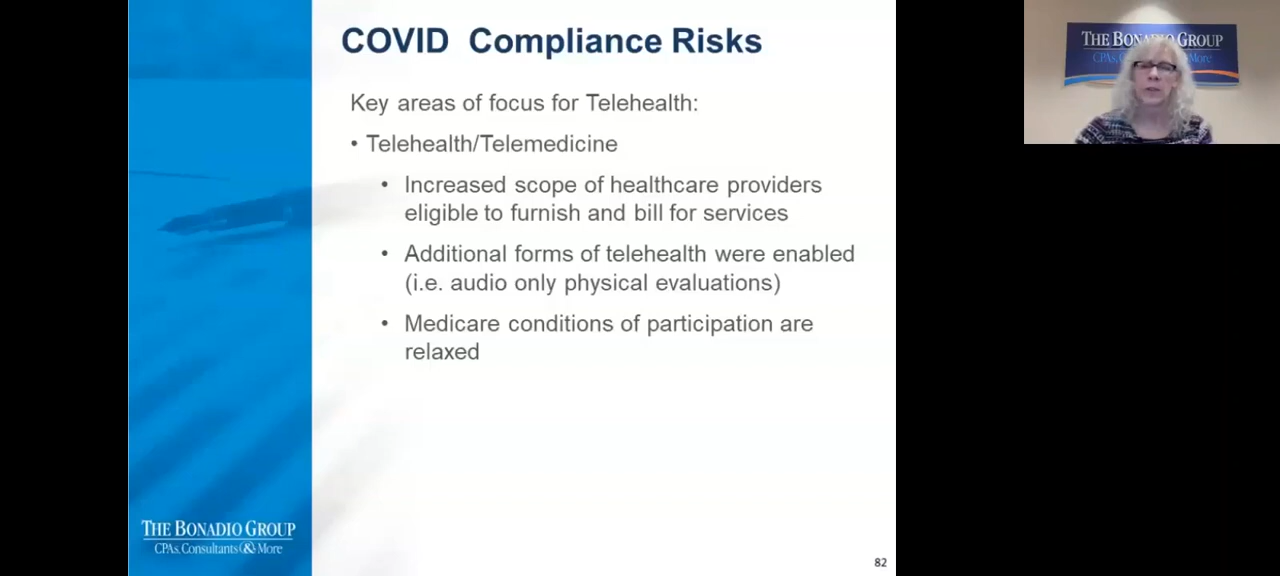 COVID Compliance Risks
Key areas of focus for Telehealth:
• Telehealth/Telemedicine
• Increased scope of healthcare providers
eligible to furnish and bill for services
• Additional forms of telehealth were enabled
(i.e. audio only physical evaluations)
• Medicare conditions of participation are
relaxed
THE BONADIO GROUP
CPAs, Consultants & More
82
THE BONADIO GROUP
CPAs, More